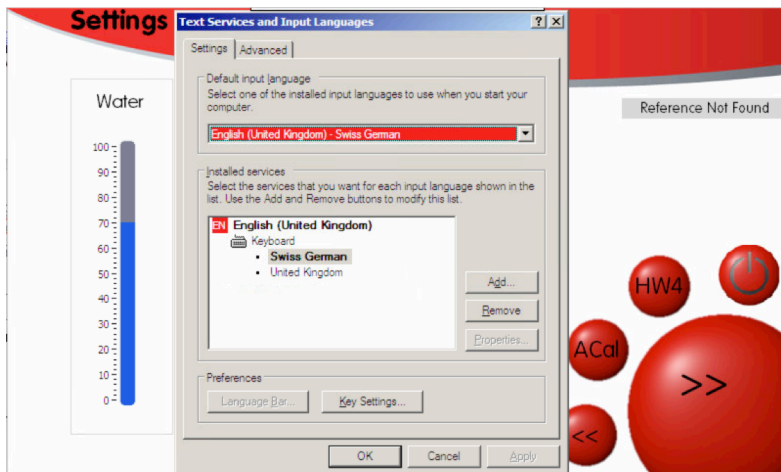 Settings
Text Services and Input Languages
Settings
Advanced
Default input language
Select one of the installed input languages to use when you start your
computer.
English (United Kingdom) - Swiss German
Installed services
Select the services that you want for each input language shown in the
list. Use the Add and Remove buttons to modify this list.
EN English (United Kingdom)
Keyboard
• Swiss German
• United Kingdom
Add...
Remove
Properties...
Preferences
Language Bar...
Key Settings...
OK
Cancel
Apply
Water
100
90
80
70
60
50
40
30
20
10
0
Reference Not Found
HW4
ACal
>>
<<